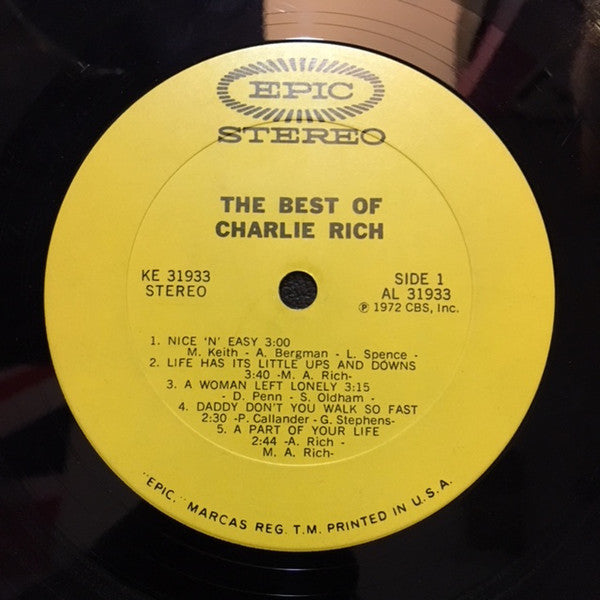 EPIC
STEREO
THE BEST OF
CHARLIE RICH
KE 31933
STEREO
SIDE 1
AL 31933
℗ 1972 CBS, Inc.
1. NICE 'N' EASY 3:00
M. Keith - A. Bergman - L. Spence -
2. LIFE HAS ITS LITTLE UPS AND DOWNS
3:40 -M. A. Rich-
3. A WOMAN LEFT LONELY 3:15
- D. Penn - S. Oldham -
4. DADDY DON'T YOU WALK SO FAST
2:30 -P. Callander - G. Stephens-
5. A PART OF YOUR LIFE
2:44 -A. Rich -
M. A. Rich-
"EPIC," MARCAS REG. T.M. PRINTED IN U.S.A.